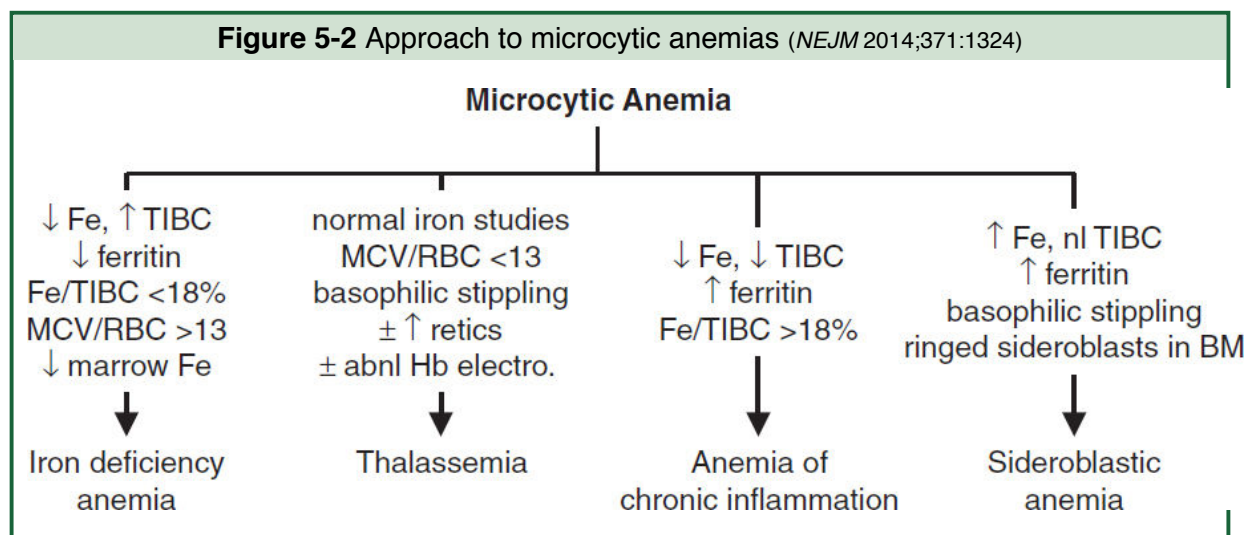 Figure 5-2 Approach to microcytic anemias (NEJM 2014;371:1324)
Microcytic Anemia
↓ Fe, ↑ TIBC
↓ ferritin
Fe/TIBC <18%
MCV/RBC >13
↓ marrow Fe
Iron deficiency
anemia
normal iron studies
MCV/RBC <13
basophilic stippling
± ↑ retics
± abnl Hb electro.
Thalassemia
↓ Fe, ↓ TIBC
↑ ferritin
Fe/TIBC >18%
Anemia of
chronic inflammation
↑ Fe, nl TIBC
↑ ferritin
basophilic stippling
ringed sideroblasts in BM
Sideroblastic
anemia